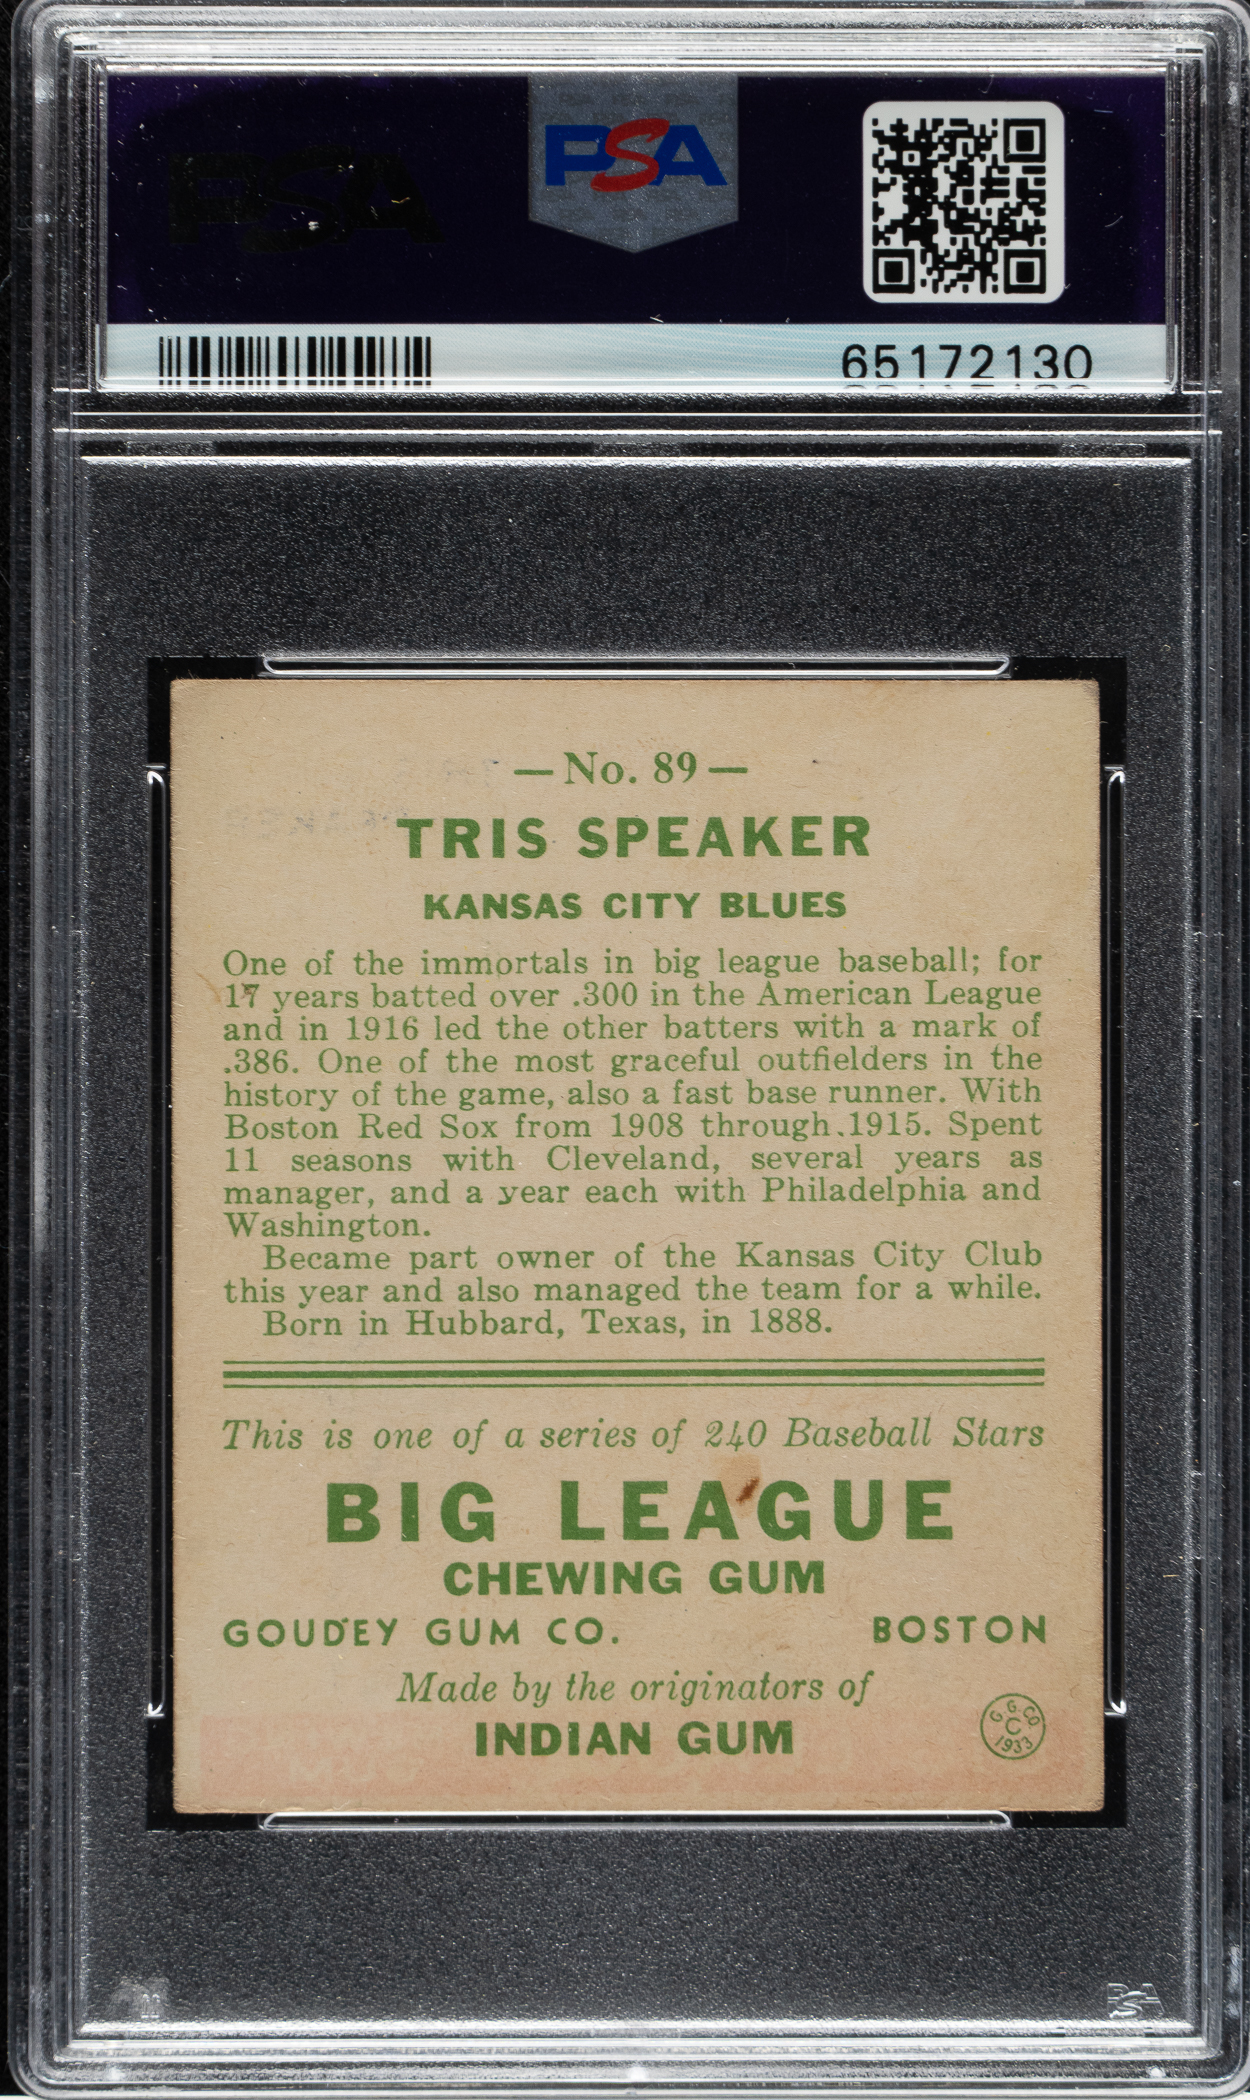 PSA
PSA
65172130
— No. 89 —
TRIS SPEAKER
KANSAS CITY BLUES
One of the immortals in big league baseball; for
17 years batted over .300 in the American League
and in 1916 led the other batters with a mark of
.386. One of the most graceful outfielders in the
history of the game, also a fast base runner. With
Boston Red Sox from 1908 through 1915. Spent
11 seasons with Cleveland, several years as
manager, and a year each with Philadelphia and
Washington.
Became part owner of the Kansas City Club
this year and also managed the team for a while.
Born in Hubbard, Texas, in 1888.
This is one of a series of 240 Baseball Stars
BIG LEAGUE
CHEWING GUM
GOUDEY GUM CO. BOSTON
Made by the originators of
INDIAN GUM
G. G. CO
C
1933
PSA